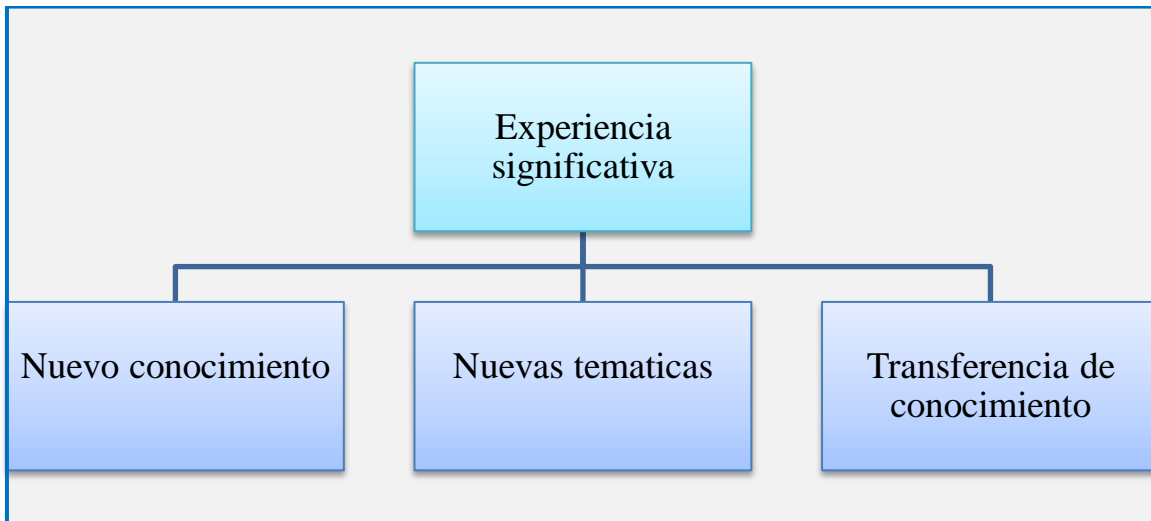 Experiencia
significativa
Nuevo conocimiento
Nuevas tematicas
Transferencia de
conocimiento